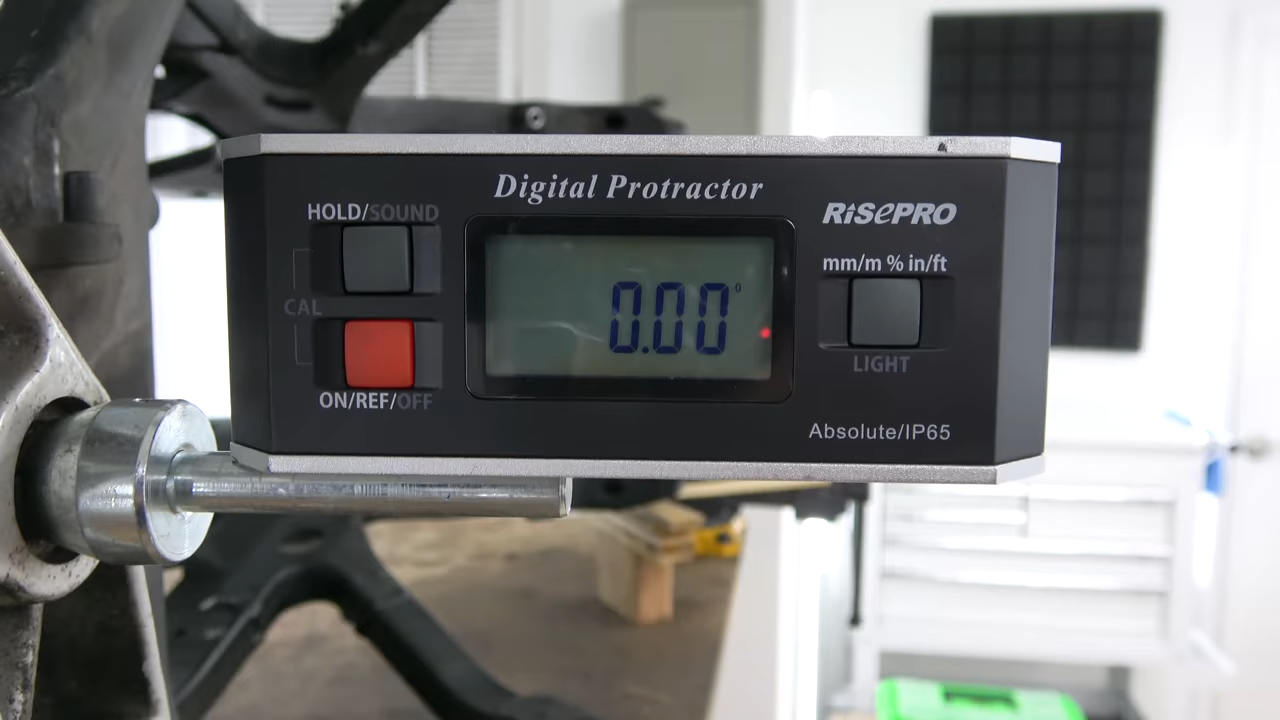 Digital Protractor
HOLD/SOUND
RISEPRO
mm/m % in/ft
CAL
0.00°
ON/REF/OFF
LIGHT
Absolute/IP65